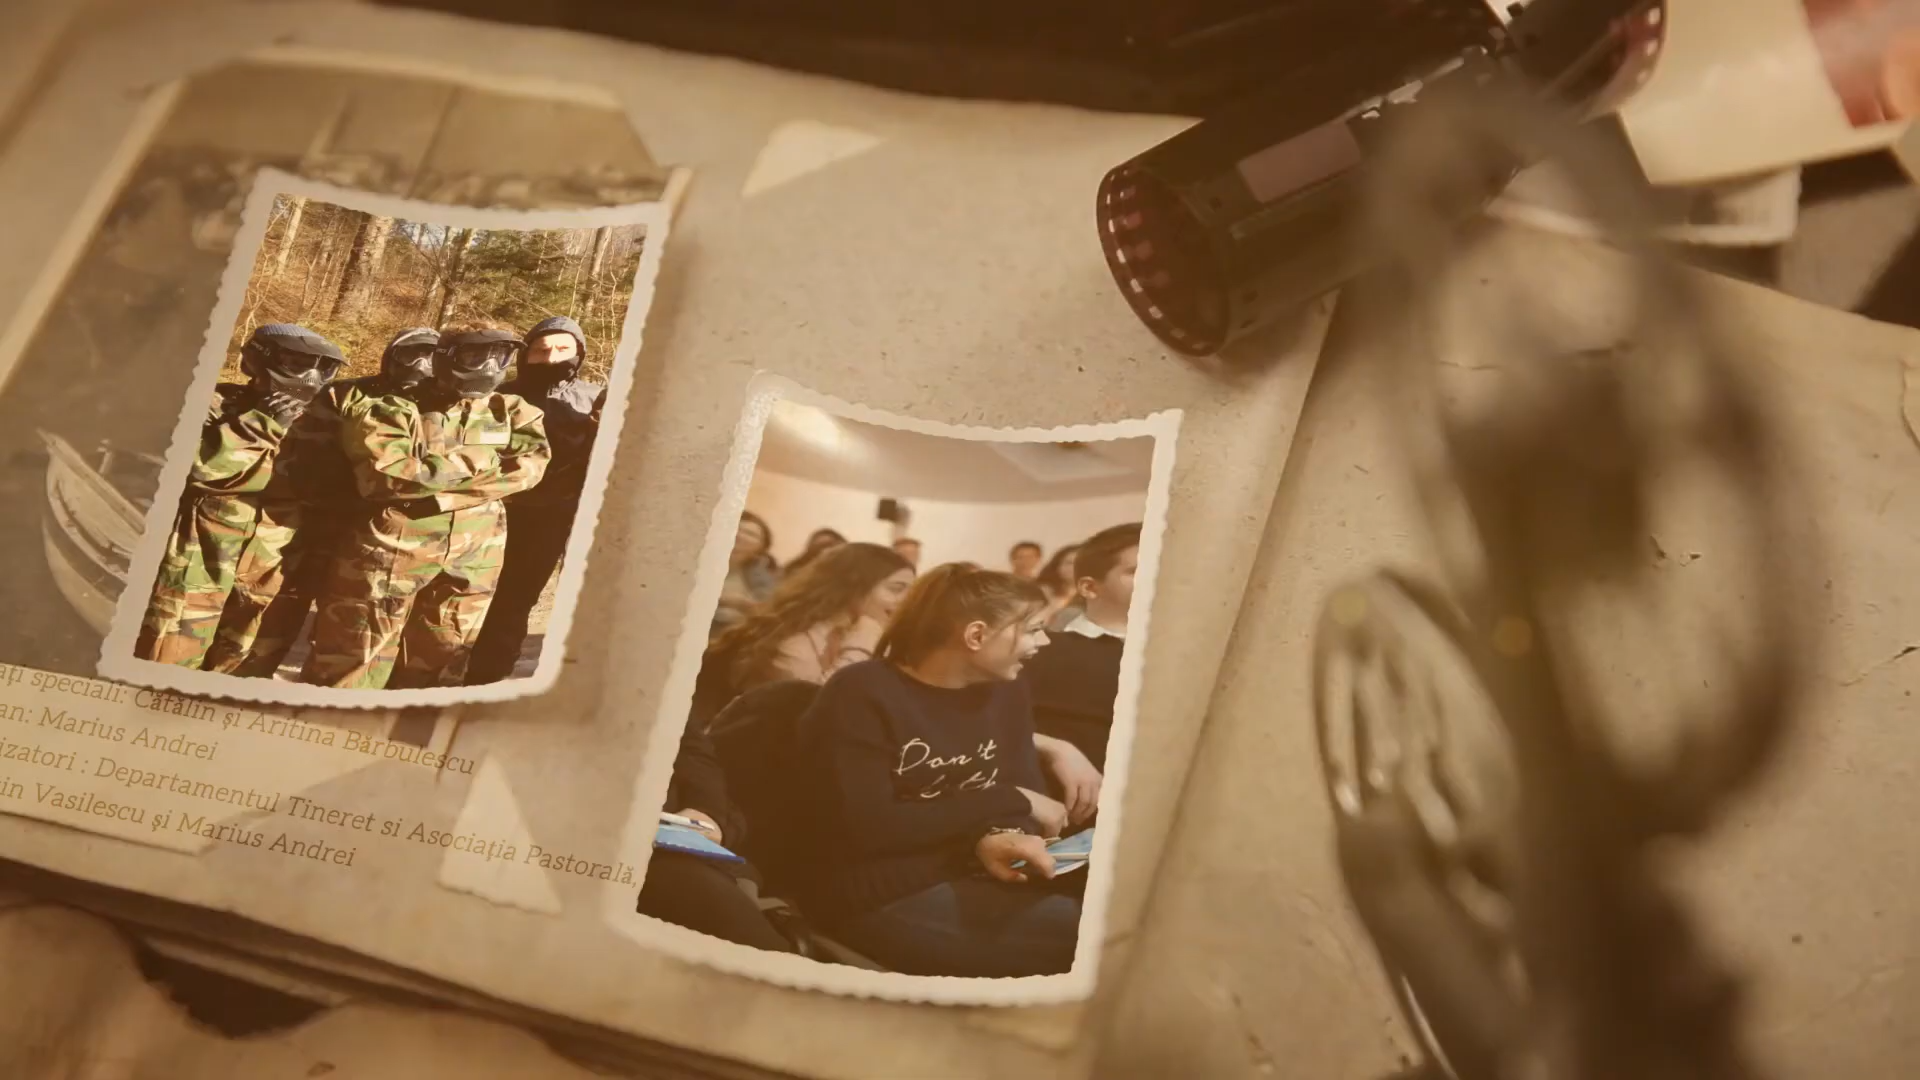 ați speciali: Cătălin și Aritina Bărbulescu
an: Marius Andrei
izatori : Departamentul Tineret si Asociația Pastorală,
in Vasilescu și Marius Andrei
Don't